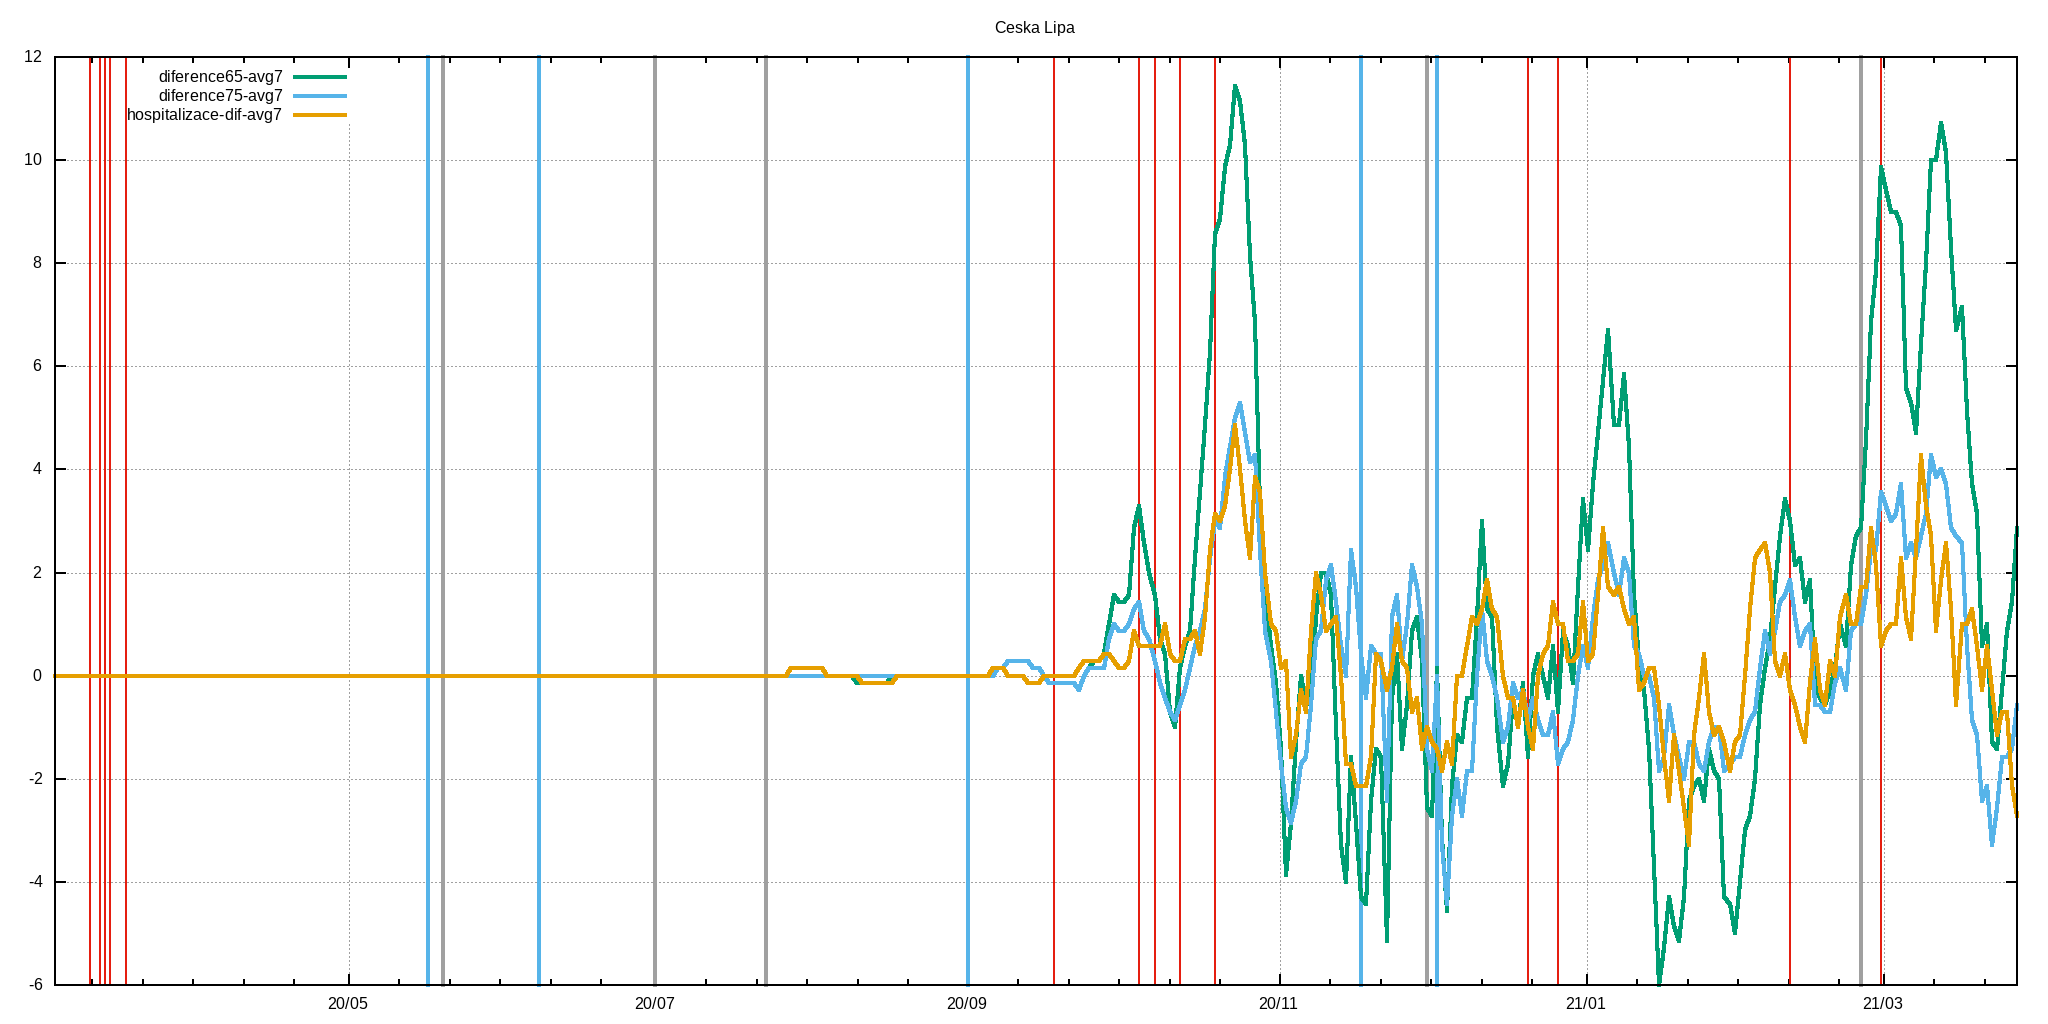 Ceska Lipa
12
10
8
6
4
2
0
-2
-4
-6
diference65-avg7
diference75-avg7
hospitalizace-dif-avg7
20/05 20/07 20/09 20/11 21/01 21/03